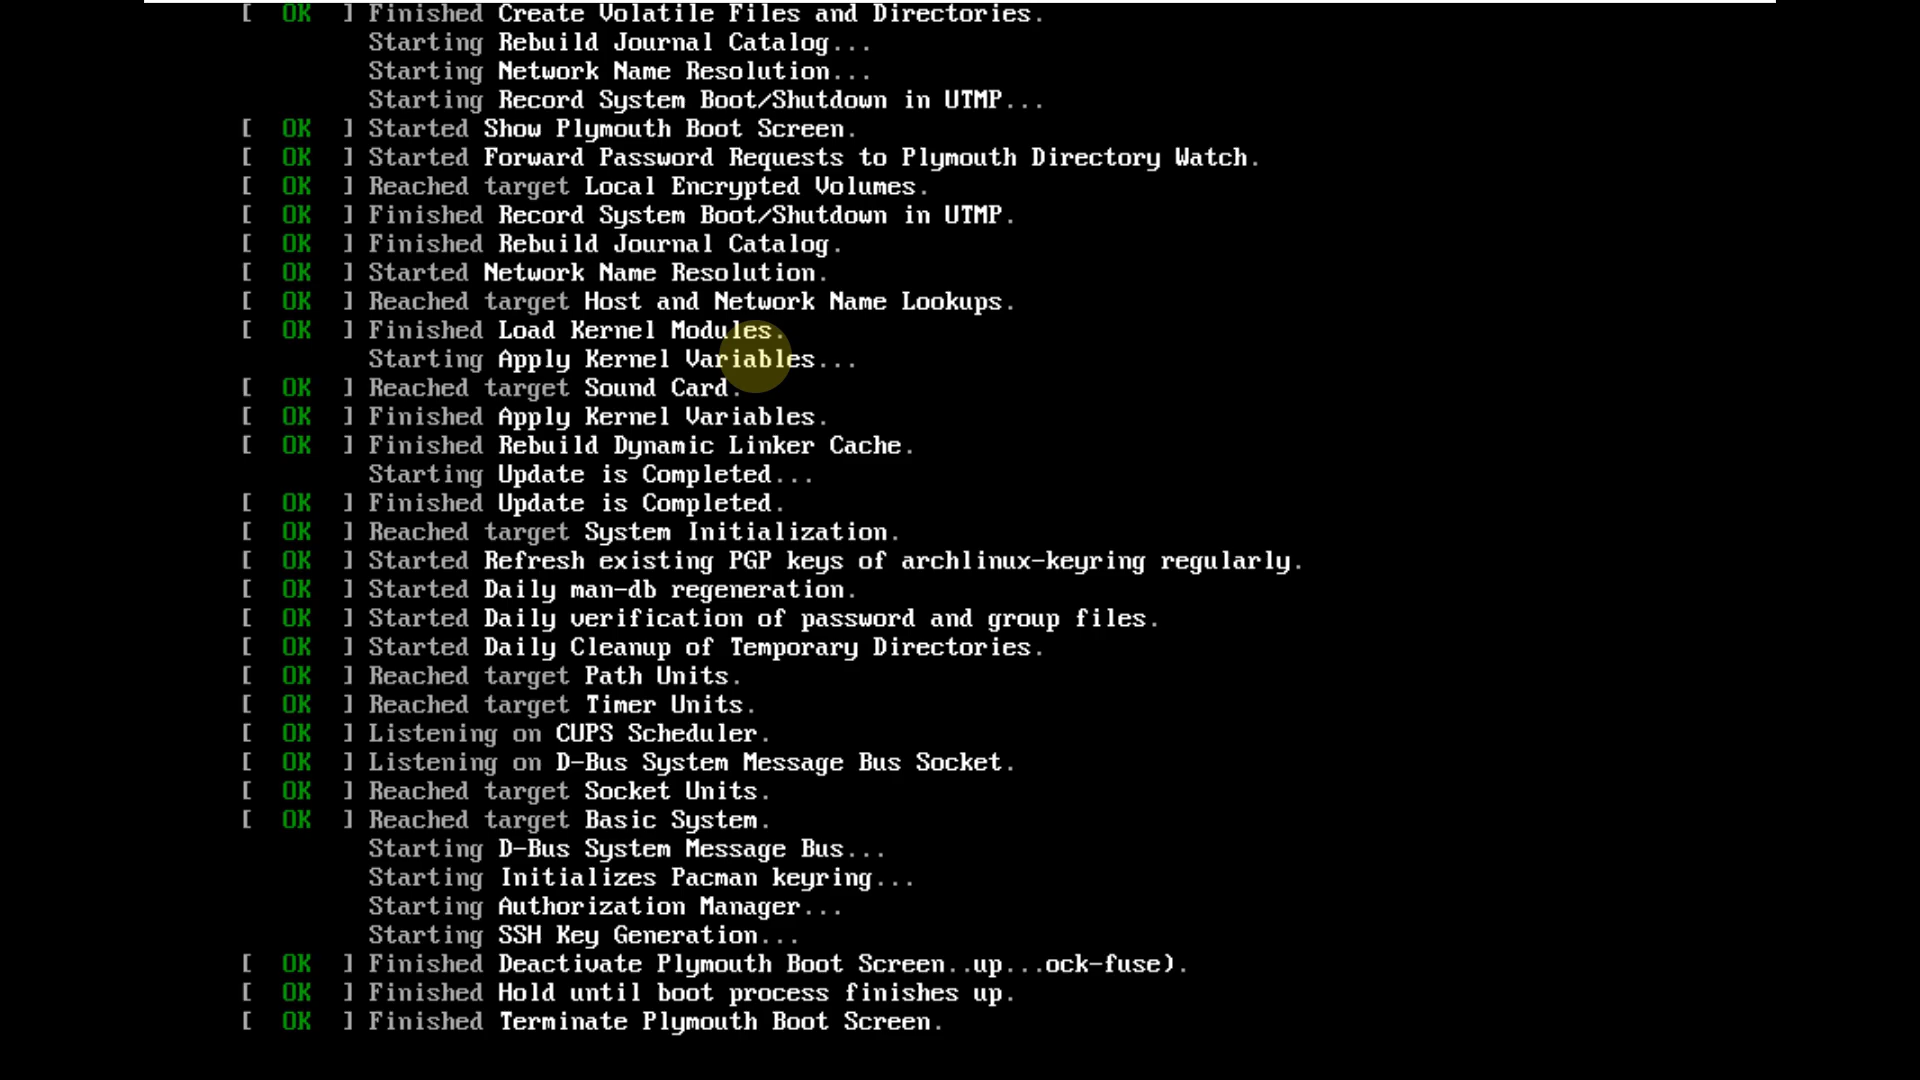 [  OK  ] Finished Create Volatile Files and Directories.
Starting Rebuild Journal Catalog...
Starting Network Name Resolution...
Starting Record System Boot/Shutdown in UTMP...
[  OK  ] Started Show Plymouth Boot Screen.
[  OK  ] Started Forward Password Requests to Plymouth Directory Watch.
[  OK  ] Reached target Local Encrypted Volumes.
[  OK  ] Finished Record System Boot/Shutdown in UTMP.
[  OK  ] Finished Rebuild Journal Catalog.
[  OK  ] Started Network Name Resolution.
[  OK  ] Reached target Host and Network Name Lookups.
[  OK  ] Finished Load Kernel Modules.
Starting Apply Kernel Variables...
[  OK  ] Reached target Sound Card.
[  OK  ] Finished Apply Kernel Variables.
[  OK  ] Finished Rebuild Dynamic Linker Cache.
Starting Update is Completed...
[  OK  ] Finished Update is Completed.
[  OK  ] Reached target System Initialization.
[  OK  ] Started Refresh existing PGP keys of archlinux-keyring regularly.
[  OK  ] Started Daily man-db regeneration.
[  OK  ] Started Daily verification of password and group files.
[  OK  ] Started Daily Cleanup of Temporary Directories.
[  OK  ] Reached target Path Units.
[  OK  ] Reached target Timer Units.
[  OK  ] Listening on CUPS Scheduler.
[  OK  ] Listening on D-Bus System Message Bus Socket.
[  OK  ] Reached target Socket Units.
[  OK  ] Reached target Basic System.
Starting D-Bus System Message Bus...
Starting Initializes Pacman keyring...
Starting Authorization Manager...
Starting SSH Key Generation...
[  OK  ] Finished Deactivate Plymouth Boot Screen..up...ock-fuse).
[  OK  ] Finished Hold until boot process finishes up.
[  OK  ] Finished Terminate Plymouth Boot Screen.